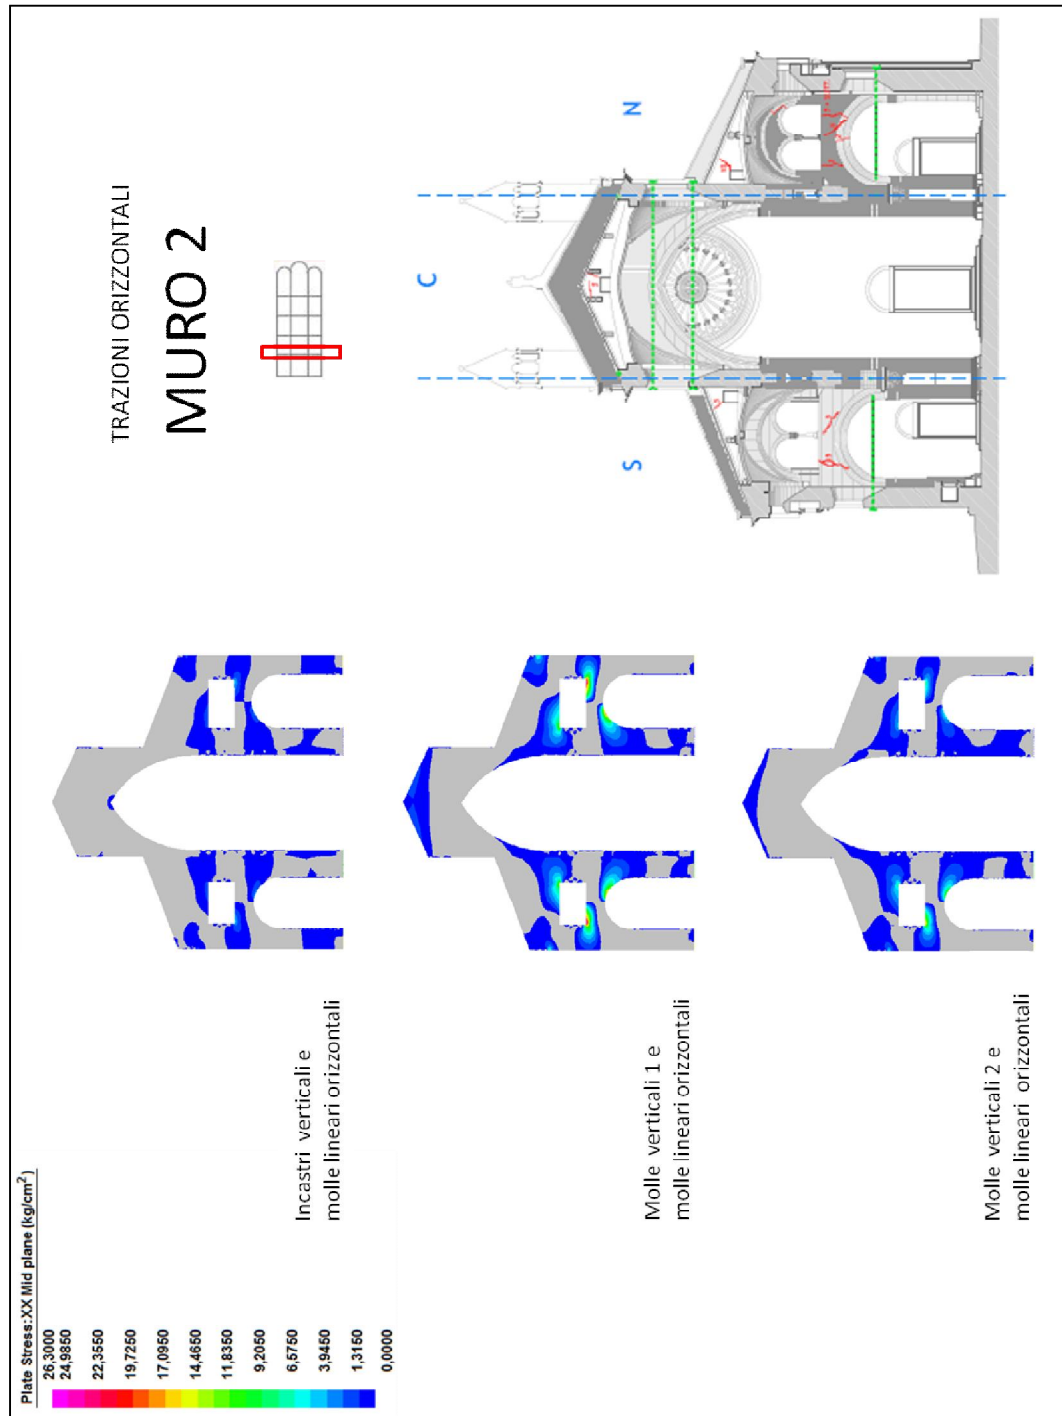 TRAZIONI ORIZZONTALI
MURO 2
S
C
N
Plate Stress:XX Mid plane (kg/cm²)
26,3000
24,9850
22,3550
19,7250
17,0950
14,4650
11,8350
9,2050
6,5750
3,9450
1,3150
0,0000
Incastri verticali e
molle lineari orizzontali
Molle verticali 1 e
molle lineari orizzontali
Molle verticali 2 e
molle lineari orizzontali